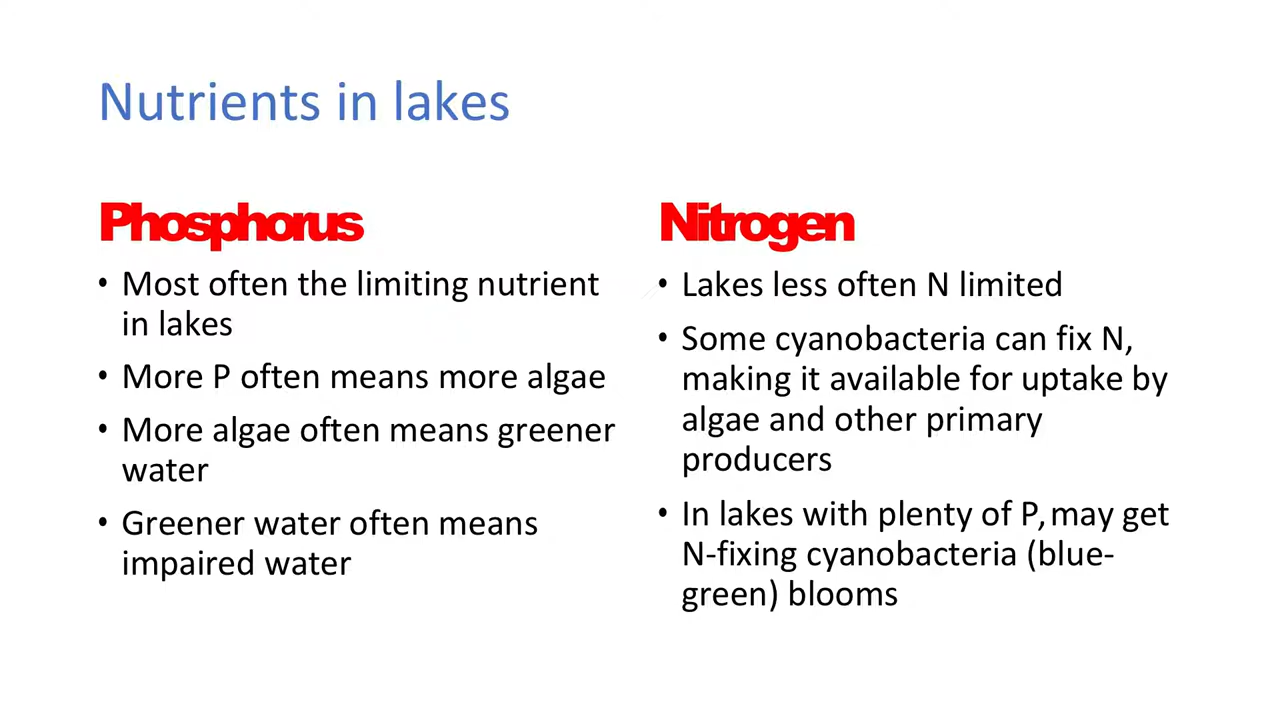 Nutrients in lakes
Phosphorus
• Most often the limiting nutrient
in lakes
• More P often means more algae
• More algae often means greener
water
• Greener water often means
impaired water
Nitrogen
• Lakes less often N limited
• Some cyanobacteria can fix N,
making it available for uptake by
algae and other primary
producers
• In lakes with plenty of P, may get
N-fixing cyanobacteria (blue-
green) blooms